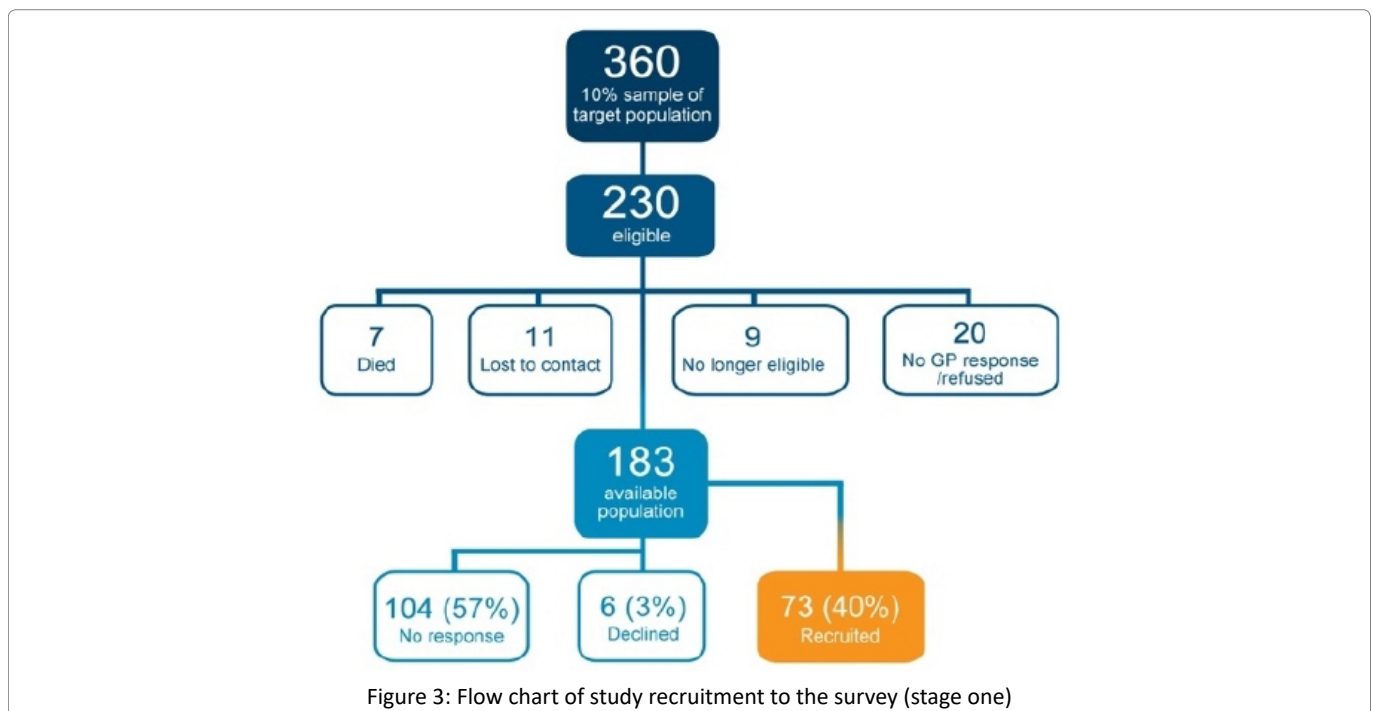 360
10% sample of
target population
230
eligible
7
Died
11
Lost to contact
9
No longer eligible
20
No GP response
/refused
183
available
population
104 (57%)
No response
6 (3%)
Declined
73 (40%)
Recruited
Figure 3: Flow chart of study recruitment to the survey (stage one)